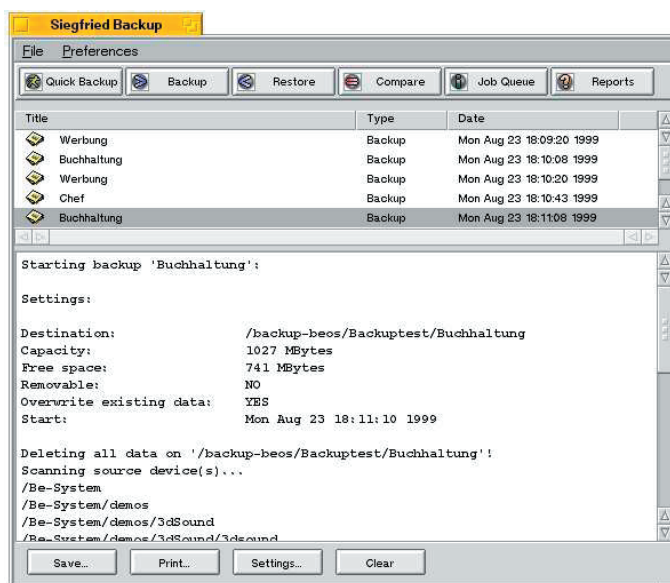 Siegfried Backup
File Preferences
Quick Backup Backup Restore Compare Job Queue Reports
Title Type Date
Werbung Backup Mon Aug 23 18:09:20 1999
Buchhaltung Backup Mon Aug 23 18:10:08 1999
Werbung Backup Mon Aug 23 18:10:20 1999
Chef Backup Mon Aug 23 18:10:43 1999
Buchhaltung Backup Mon Aug 23 18:11:08 1999
Starting backup 'Buchhaltung':
Settings:
Destination: /backup-beos/Backuptest/Buchhaltung
Capacity: 1027 MBytes
Free space: 741 MBytes
Removable: NO
Overwrite existing data: YES
Start: Mon Aug 23 18:11:10 1999
Deleting all data on '/backup-beos/Backuptest/Buchhaltung'!
Scanning source device(s)...
/Be-System
/Be-System/demos
/Be-System/demos/3dSound
/Be-System/demos/3dSound/3dsound
Save... Print... Settings... Clear